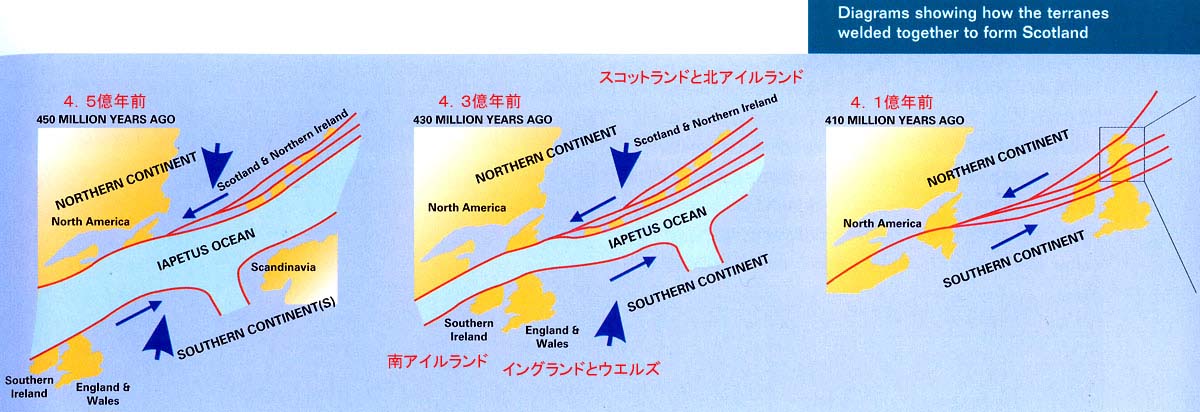 Diagrams showing how the terranes
welded together to form Scotland
4．5億年前
450 MILLION YEARS AGO
NORTHERN CONTINENT
Scotland & Northern Ireland
North America
IAPETUS OCEAN
Scandinavia
SOUTHERN CONTINENT(S)
Southern
Ireland
England &
Wales
スコットランドと北アイルランド
4．3億年前
430 MILLION YEARS AGO
Scotland & Northern Ireland
NORTHERN CONTINENT
North America
IAPETUS OCEAN
SOUTHERN CONTINENT
Southern
Ireland
England &
Wales
南アイルランド
イングランドとウエルズ
4．1億年前
410 MILLION YEARS AGO
NORTHERN CONTINENT
North America
SOUTHERN CONTINENT